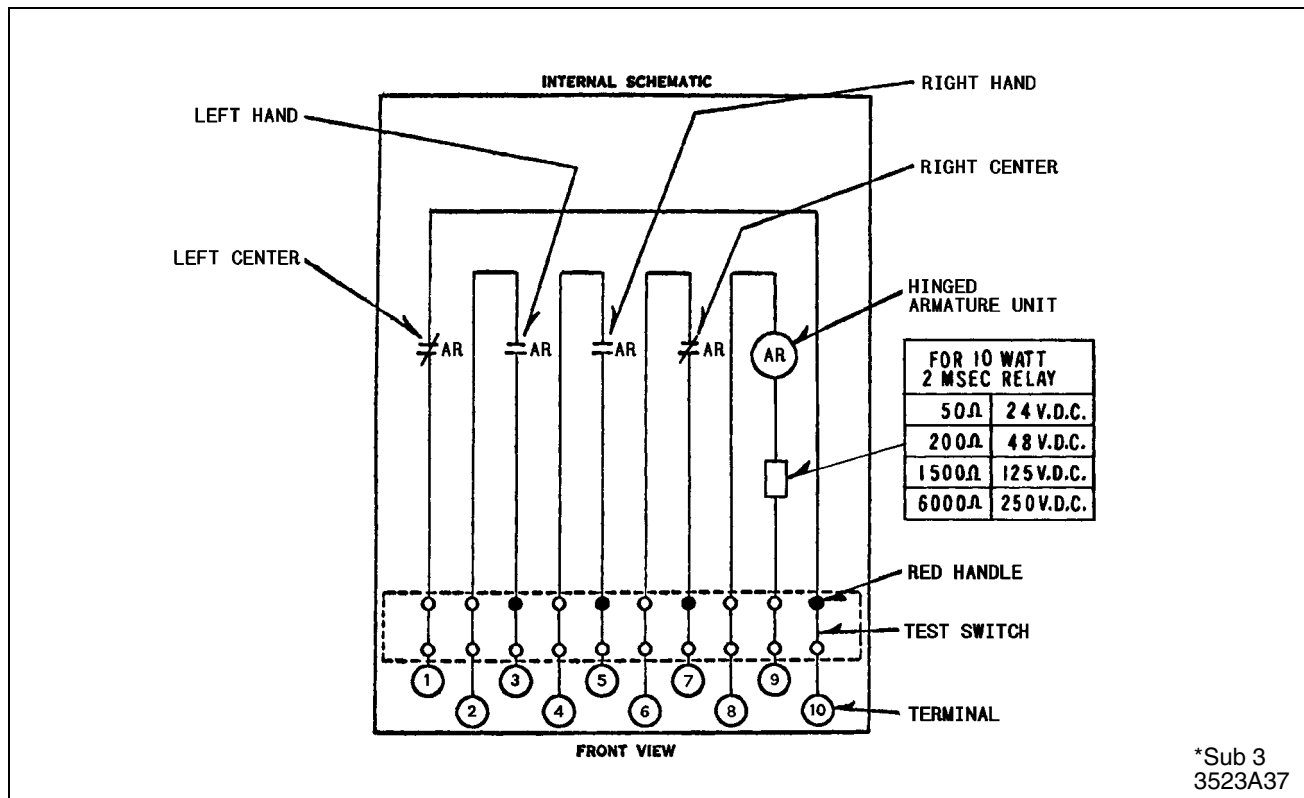 INTERNAL SCHEMATIC
RIGHT HAND
LEFT HAND
RIGHT CENTER
LEFT CENTER
HINGED
ARMATURE UNIT
AR
AR
AR
AR
AR
FOR 10 WATT
2 MSEC RELAY
50Ω 24 V.D.C.
200Ω 48 V.D.C.
1500Ω 125 V.D.C.
6000Ω 250 V.D.C.
RED HANDLE
TEST SWITCH
1 3 5 7 9
2 4 6 8 10
TERMINAL
FRONT VIEW
*Sub 3
3523A37